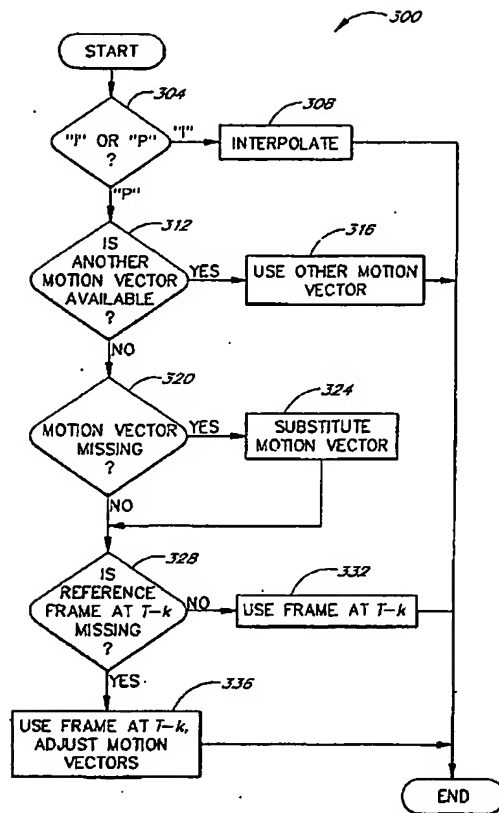 300
START
304
"I" OR "P"
?
"I"
308
INTERPOLATE
"P"
312
IS
ANOTHER
MOTION VECTOR
AVAILABLE
?
YES
316
USE OTHER MOTION
VECTOR
NO
320
MOTION VECTOR
MISSING
?
YES
324
SUBSTITUTE
MOTION VECTOR
NO
328
IS
REFERENCE
FRAME AT T-k
MISSING
?
NO
332
USE FRAME AT T-k
YES
336
USE FRAME AT T-k,
ADJUST MOTION
VECTORS
END